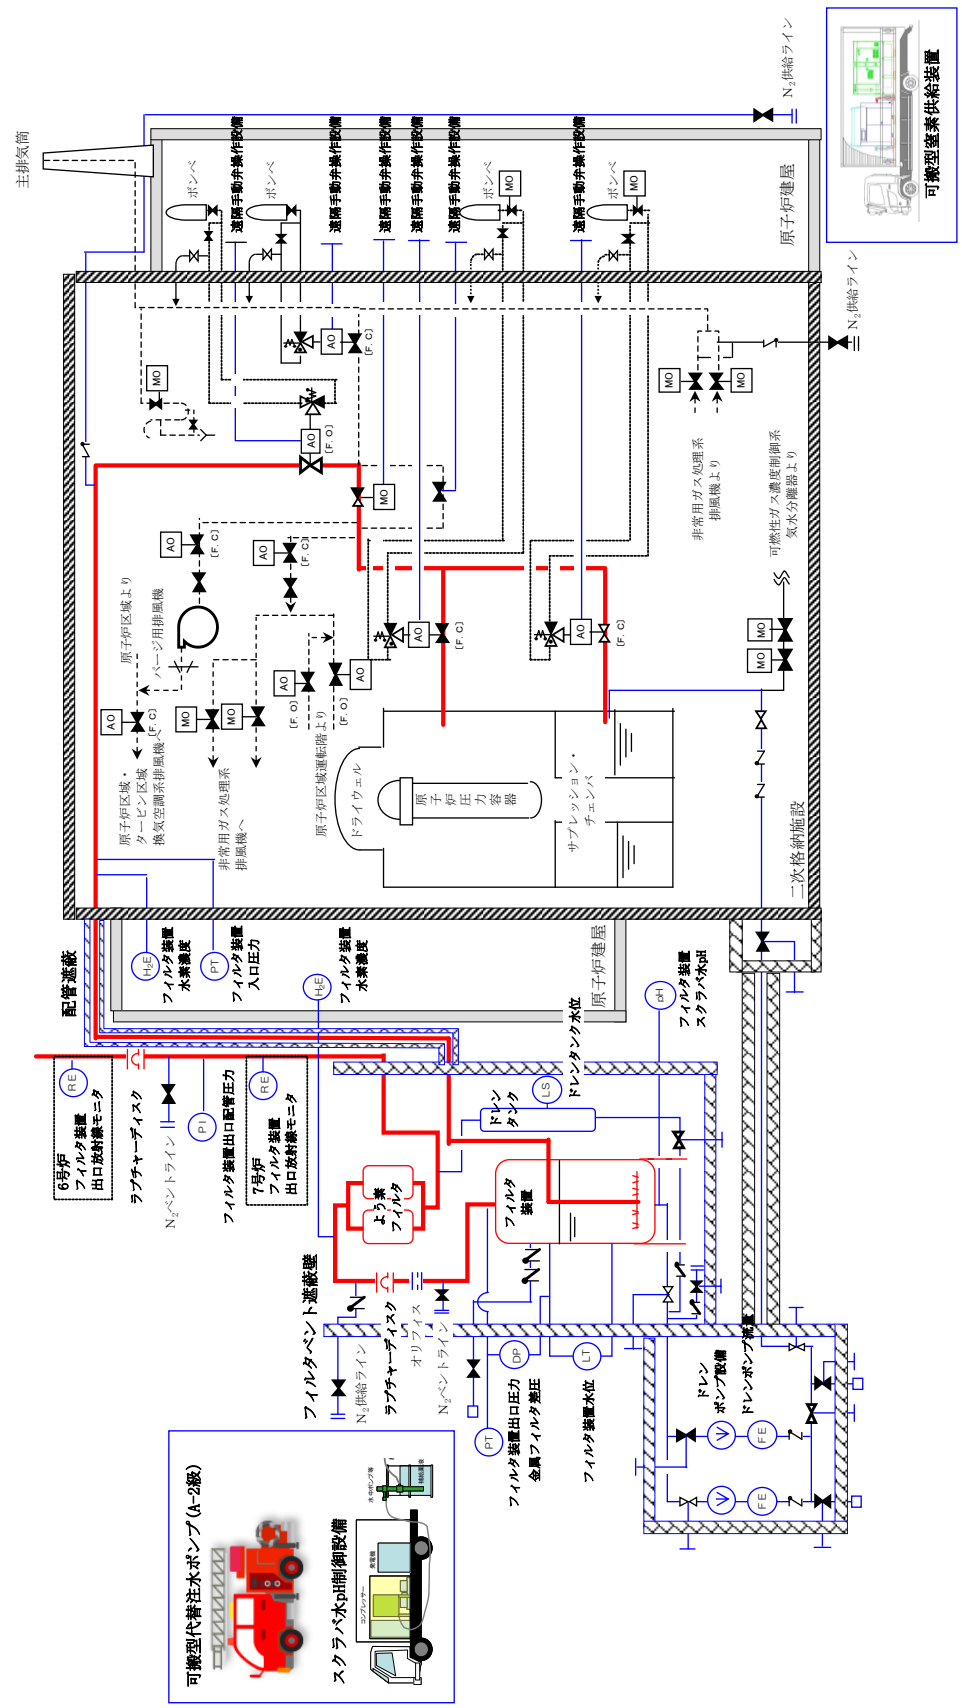 主排気筒
N₂供給ライン
可搬型窒素供給装置
ボンベ
遠隔手動弁操作設備
ボンベ
遠隔手動弁操作設備
遠隔手動弁操作設備
遠隔手動弁操作設備
遠隔手動弁操作設備
ボンベ
MO
遠隔手動弁操作設備
ボンベ
MO
原子炉建屋
N₂供給ライン
MO
AO
[F.C]
AO
[F.O]
MO
MO
MO
非常用ガス処理系
排風機より
可燃性ガス濃度制御系
気水分離器より
MO
MO
AO
[F.C]
AO
[F.C]
原子炉区域より
パージ用排風機
AO
[F.C]
MO
MO
AO
[F.O]
AO
[F.O]
AO
[F.C]
AO
[F.C]
原子炉区域・
タービン区域
換気空調系排風機へ
非常用ガス処理系
排風機へ
原子炉区域運転階より
ドライウェル
原子炉圧力容器
サプレッション・
チェンバ
二次格納施設
配管遮蔽
H₂E
フィルタ装置
水素濃度
PT
フィルタ装置
入口圧力
H₂E
フィルタ装置
水素濃度
原子炉建屋
pH
フィルタ装置
スクラバ水pH
RE
6号炉
フィルタ装置
出口放射線モニタ
ラプチャーディスク
N₂ベントライン
PI
フィルタ装置出口配管圧力
RE
7号炉
フィルタ装置
出口放射線モニタ
よう素
フィルタ
ドレン
タンク
LS
ドレンタンク水位
フィルタ
装置
フィルタベント遮蔽壁
N₂供給ライン
ラプチャーディスク
オリフィス
N₂ベントライン
PT
フィルタ装置出口圧力
DP
金属フィルタ差圧
LT
フィルタ装置水位
ドレン
ポンプ設備
ドレンポンプ流量
FE
FE
可搬型代替注水ポンプ(A-2級)
スクラバ水pH制御設備
コンプレッサー
発電機
水中ポンプ等